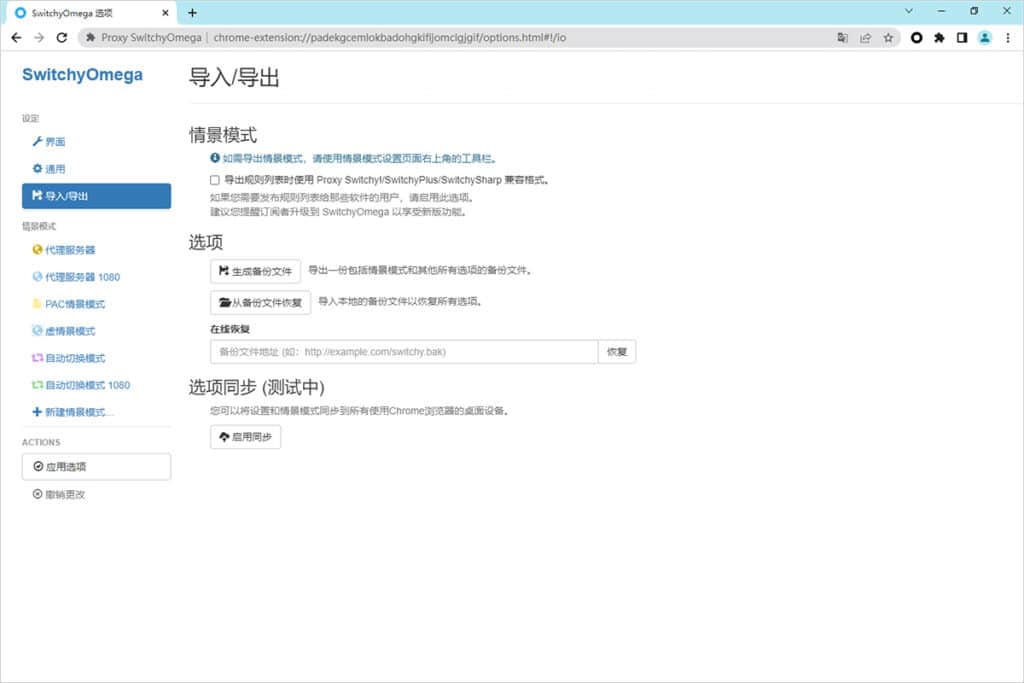 SwitchyOmega 选项
Proxy SwitchyOmega | chrome-extension://padekgcemlokbadohgkifijomclgjgif/options.html#!/io
SwitchyOmega
设定
界面
通用
导入/导出
情景模式
代理服务器
代理服务器 1080
PAC情景模式
虚情景模式
自动切换模式
自动切换模式 1080
新建情景模式...
ACTIONS
应用选项
撤销更改
导入/导出
情景模式
如需导出情景模式，请使用情景模式设置页面右上角的工具栏。
导出规则列表时使用 Proxy Switchy!/SwitchyPlus/SwitchySharp 兼容格式。
如果您需要发布规则列表给那些软件的用户，请启用此选项。
建议您提醒订阅者升级到 SwitchyOmega 以享受新版功能。
选项
生成备份文件 导出一份包括情景模式和其他所有选项的备份文件。
从备份文件恢复 导入本地的备份文件以恢复所有选项。
在线恢复
备份文件地址 (如：http://example.com/switchy.bak) 恢复
选项同步 (测试中)
您可以将设置和情景模式同步到所有使用Chrome浏览器的桌面设备。
启用同步